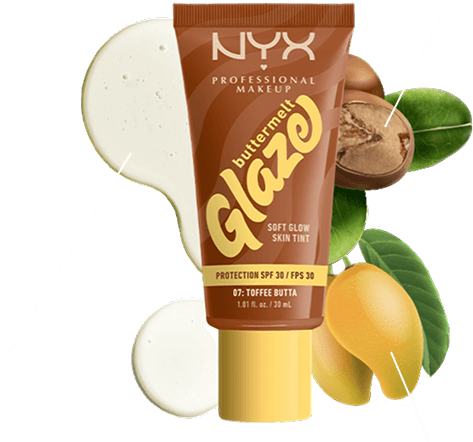 NYX
PROFESSIONAL
MAKEUP
buttermelt
Glaze
SOFT GLOW
SKIN TINT
PROTECTION SPF 30 / FPS 30
07: TOFFEE BUTTA
1.01 fl. oz. / 30 mL